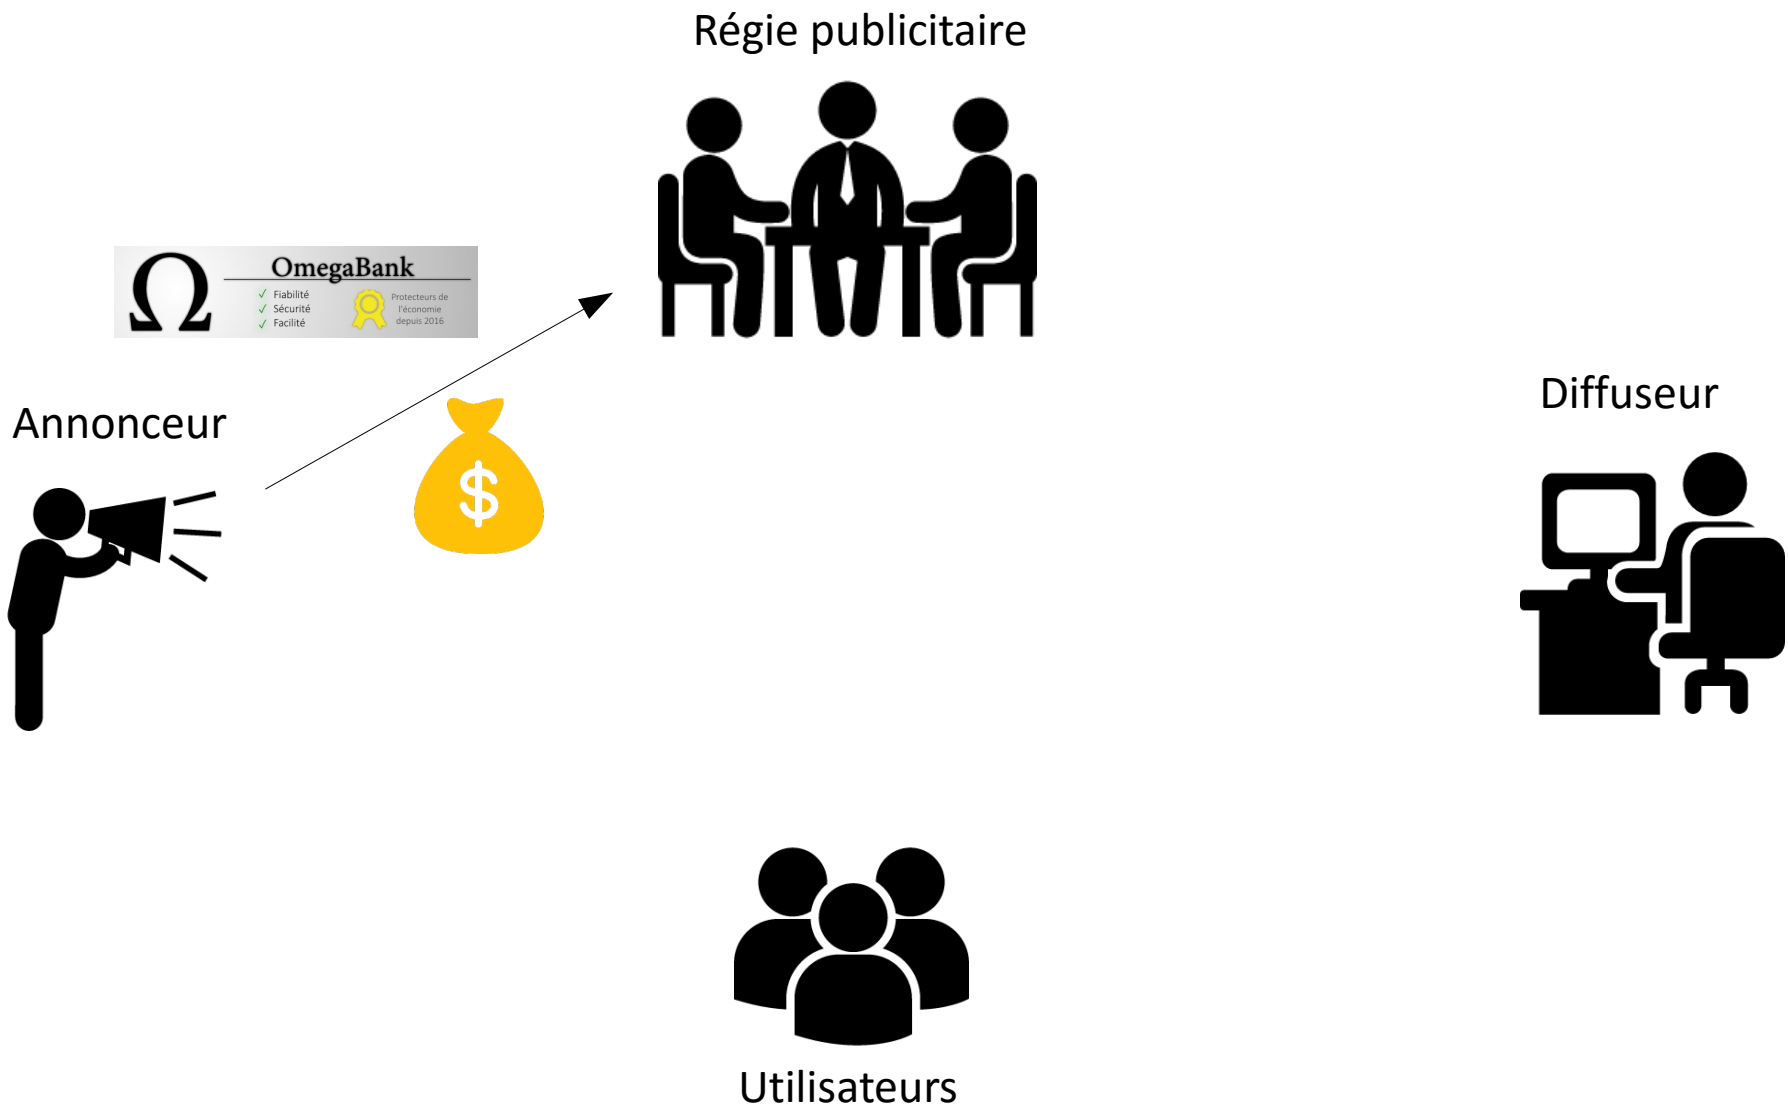 Régie publicitaire
Ω
OmegaBank
✓ Fiabilité
✓ Sécurité
✓ Facilité
Protecteurs de
l'économie
depuis 2016
Annonceur
$
Diffuseur
Utilisateurs